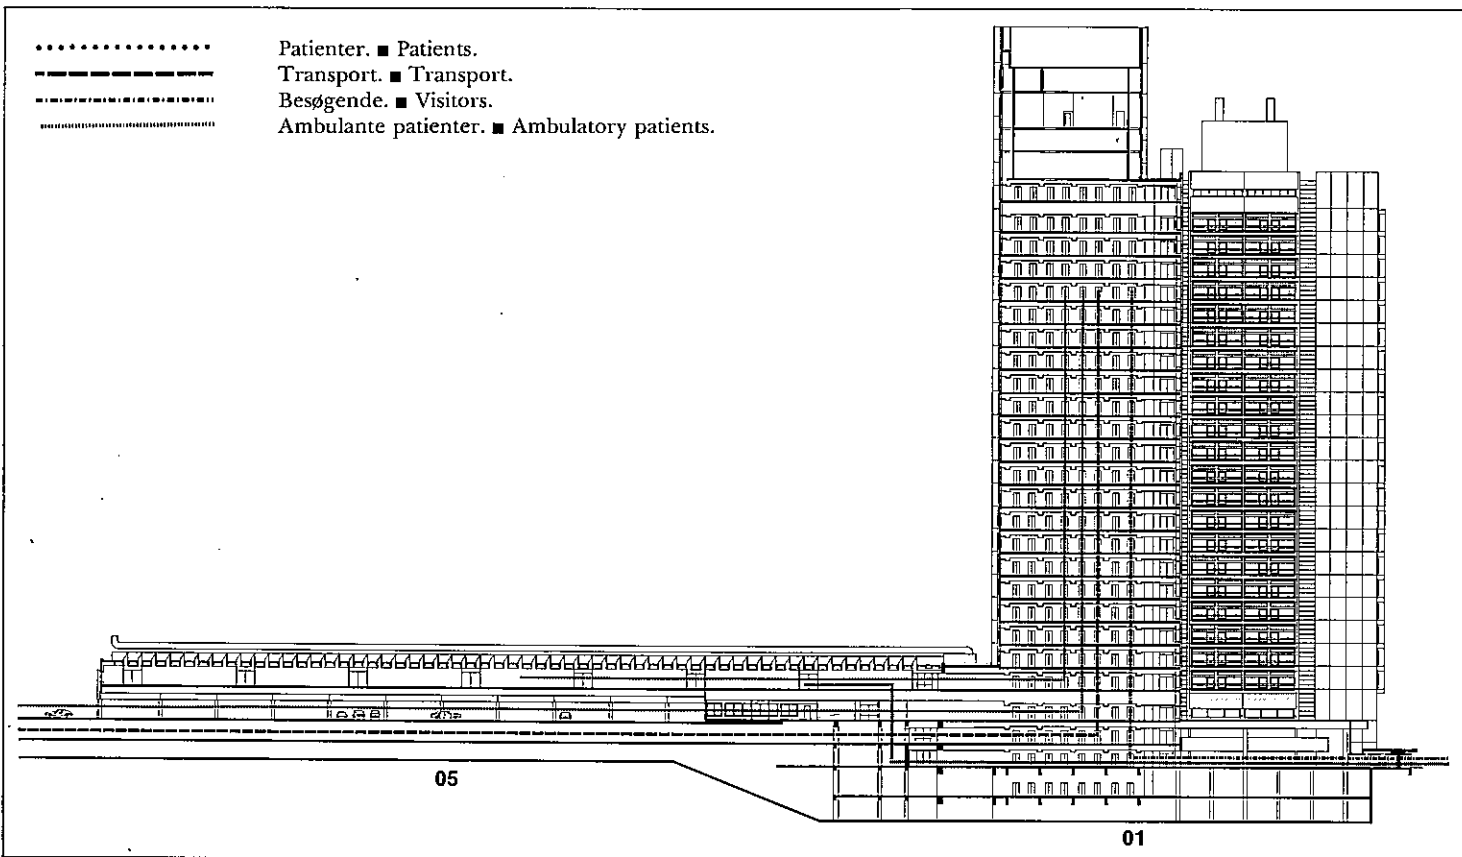 Patienter. ■ Patients.
Transport. ■ Transport.
Besøgende. ■ Visitors.
Ambulante patienter. ■ Ambulatory patients.
05
01